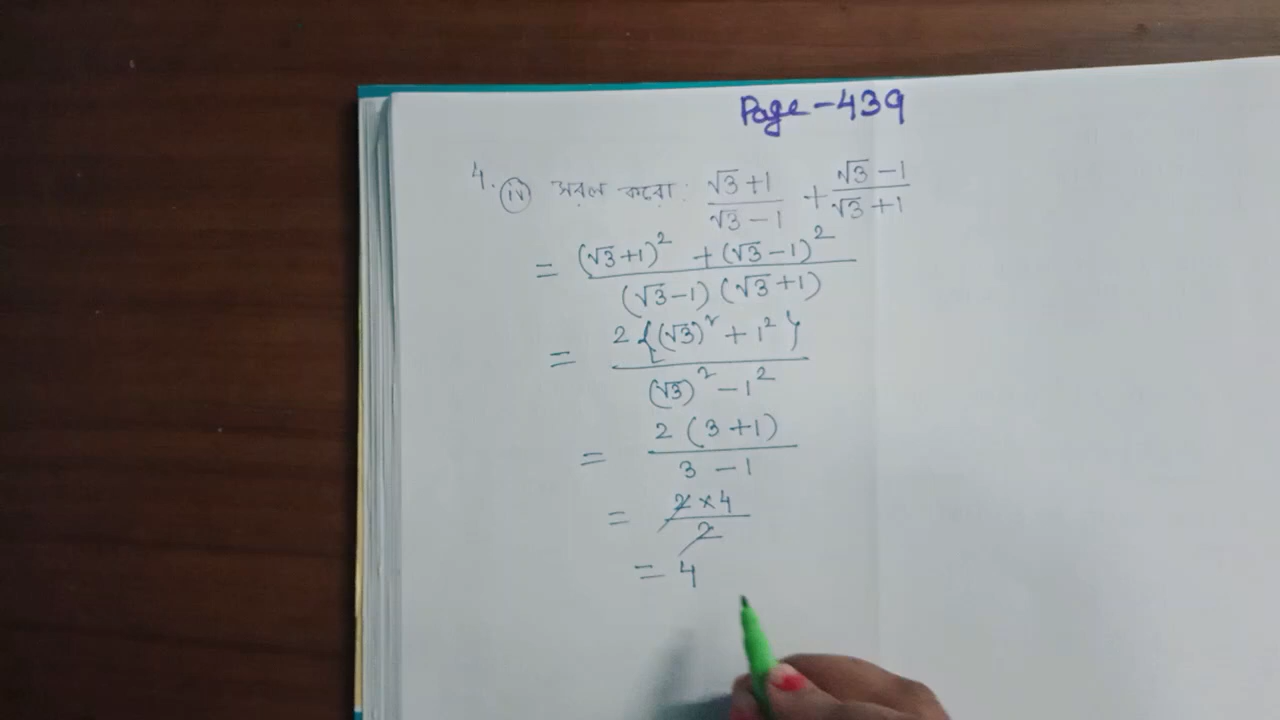 Page-439
4. (iv) সরল করো: (√3+1)/(√3-1) + (√3-1)/(√3+1)
= ((√3+1)² + (√3-1)²)/((√3-1)(√3+1))
= (2{(√3)² + 1²})/((√3)² - 1²)
= (2(3+1))/(3-1)
= (2×4)/2
= 4